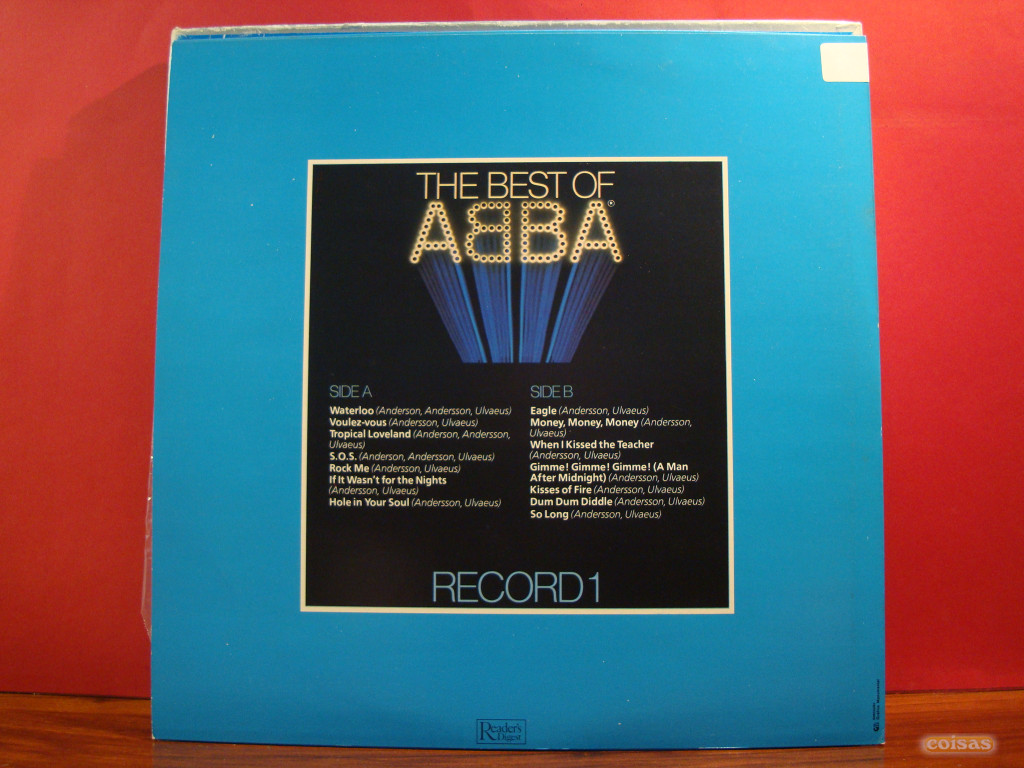 THE BEST OF
ABBA®
SIDE A
Waterloo (Anderson, Andersson, Ulvaeus)
Voulez-vous (Andersson, Ulvaeus)
Tropical Loveland (Anderson, Andersson,
Ulvaeus)
S.O.S. (Anderson, Andersson, Ulvaeus)
Rock Me (Andersson, Ulvaeus)
If It Wasn't for the Nights
(Andersson, Ulvaeus)
Hole in Your Soul (Andersson, Ulvaeus)
SIDE B
Eagle (Andersson, Ulvaeus)
Money, Money, Money (Andersson,
Ulvaeus)
When I Kissed the Teacher
(Andersson, Ulvaeus)
Gimme! Gimme! Gimme! (A Man
After Midnight) (Andersson, Ulvaeus)
Kisses of Fire (Andersson, Ulvaeus)
Dum Dum Diddle (Andersson, Ulvaeus)
So Long (Andersson, Ulvaeus)
RECORD 1
Reader's
Digest
coisas